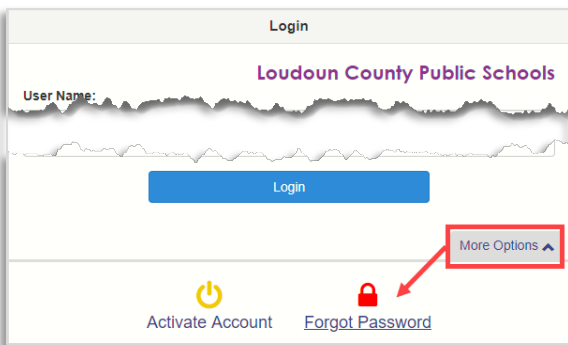 Login
Loudoun County Public Schools
User Name:
Login
More Options
Activate Account Forgot Password